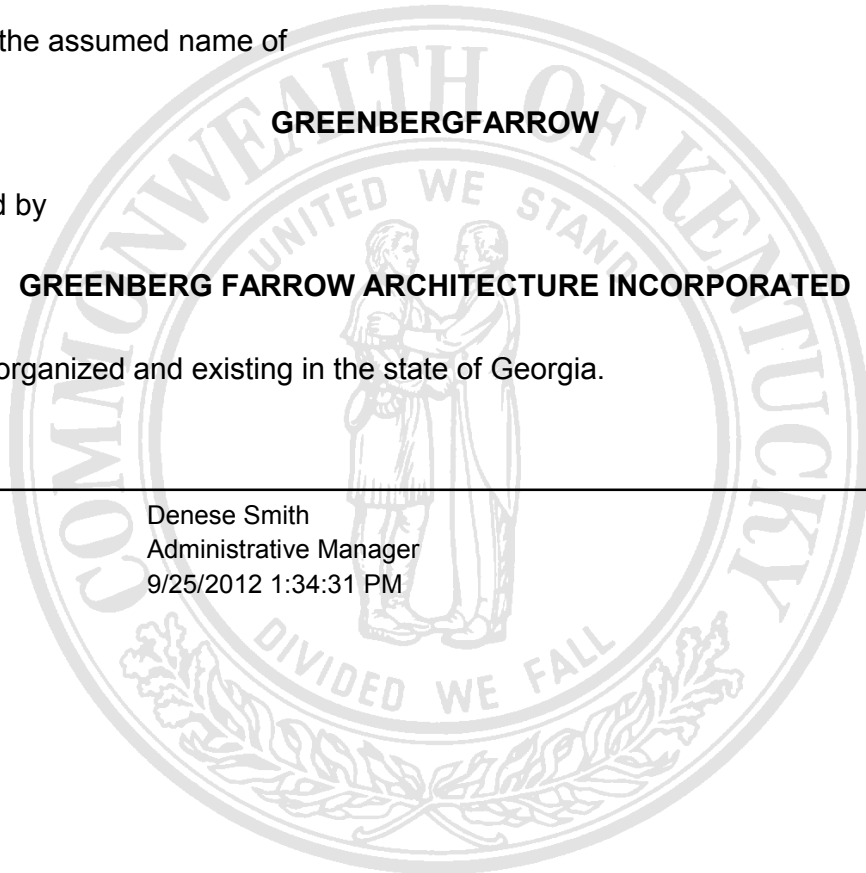 the assumed name of
GREENBERGFARROW
d by
GREENBERG FARROW ARCHITECTURE INCORPORATED
organized and existing in the state of Georgia.
Denese Smith
Administrative Manager
9/25/2012 1:34:31 PM
COMMONWEALTH OF KENTUCKY
UNITED WE STAND
DIVIDED WE FALL